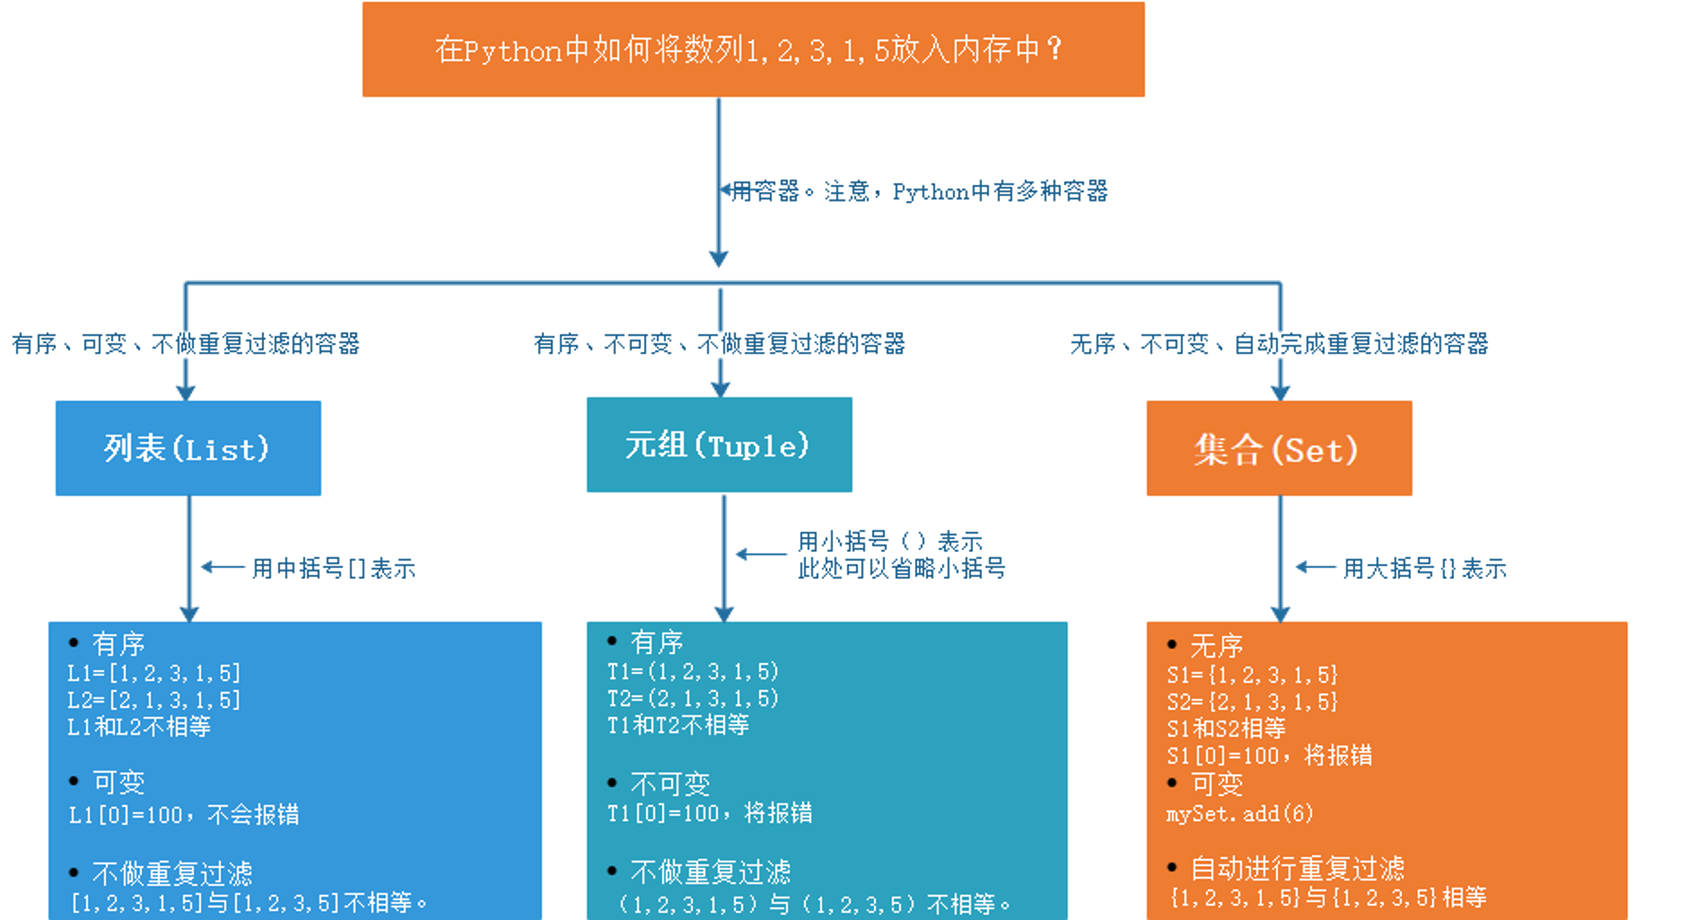 在Python中如何将数列1,2,3,1,5放入内存中？
用容器。注意，Python中有多种容器
有序、可变、不做重复过滤的容器
有序、不可变、不做重复过滤的容器
无序、不可变、自动完成重复过滤的容器
列表(List)
元组(Tuple)
集合(Set)
用中括号[]表示
用小括号（）表示
此处可以省略小括号
用大括号{}表示
• 有序
L1=[1,2,3,1,5]
L2=[2,1,3,1,5]
L1和L2不相等
• 可变
L1[0]=100，不会报错
• 不做重复过滤
[1,2,3,1,5]与[1,2,3,5]不相等。
• 有序
T1=(1,2,3,1,5)
T2=(2,1,3,1,5)
T1和T2不相等
• 不可变
T1[0]=100，将报错
• 不做重复过滤
（1,2,3,1,5）与（1,2,3,5）不相等。
• 无序
S1={1,2,3,1,5}
S2={2,1,3,1,5}
S1和S2相等
S1[0]=100，将报错
• 可变
mySet.add(6)
• 自动进行重复过滤
{1,2,3,1,5}与{1,2,3,5}相等